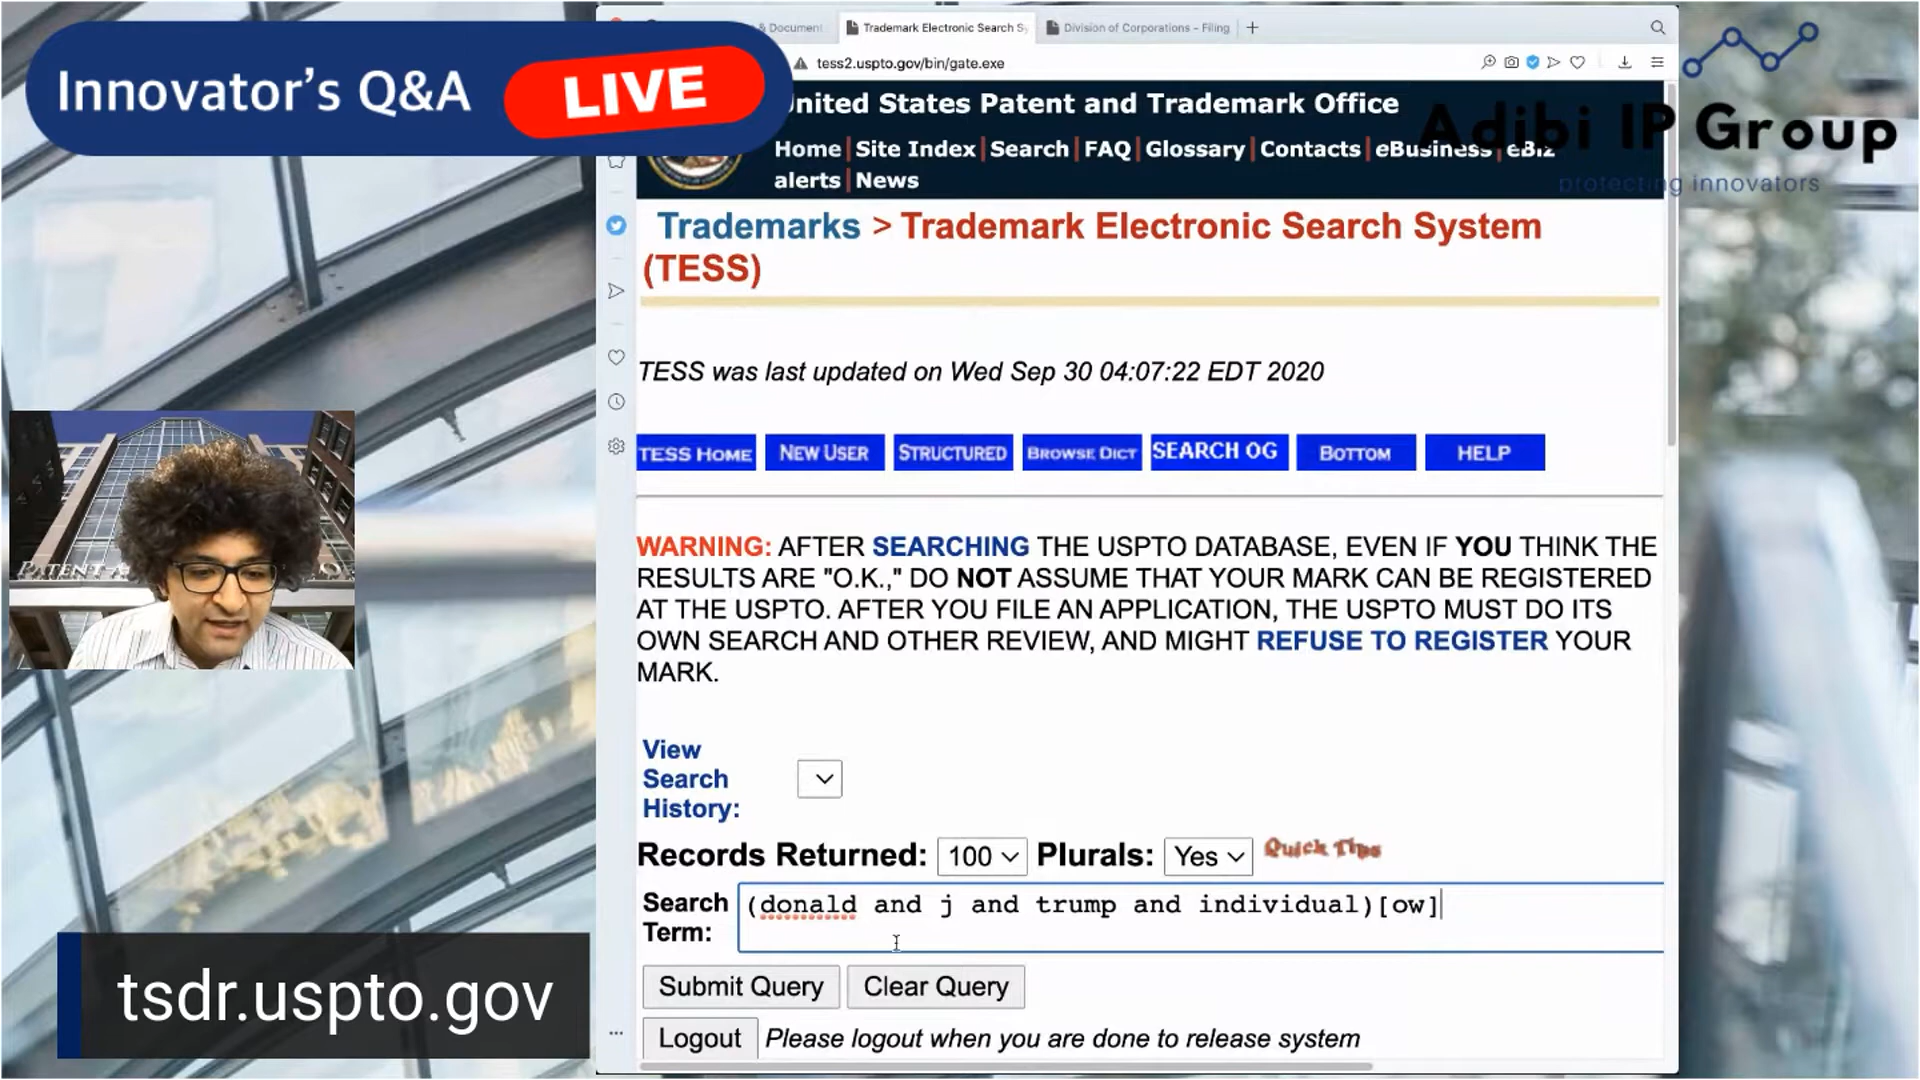 Innovator's Q&A LIVE
& Document
Trademark Electronic Search Sy
Division of Corporations - Filing
tess2.uspto.gov/bin/gate.exe
United States Patent and Trademark Office
Home | Site Index | Search | FAQ | Glossary | Contacts | eBusiness | eBiz
alerts | News
Adibi IP Group
protecting innovators
Trademarks > Trademark Electronic Search System
(TESS)
TESS was last updated on Wed Sep 30 04:07:22 EDT 2020
TESS HOME NEW USER STRUCTURED BROWSE DICT SEARCH OG BOTTOM HELP
WARNING: AFTER SEARCHING THE USPTO DATABASE, EVEN IF YOU THINK THE
RESULTS ARE "O.K.," DO NOT ASSUME THAT YOUR MARK CAN BE REGISTERED
AT THE USPTO. AFTER YOU FILE AN APPLICATION, THE USPTO MUST DO ITS
OWN SEARCH AND OTHER REVIEW, AND MIGHT REFUSE TO REGISTER YOUR
MARK.
View
Search
History:
Records Returned: 100 Plurals: Yes Quick Tips
Search
Term:
(donald and j and trump and individual)[ow]
Submit Query Clear Query
Logout Please logout when you are done to release system
tsdr.uspto.gov